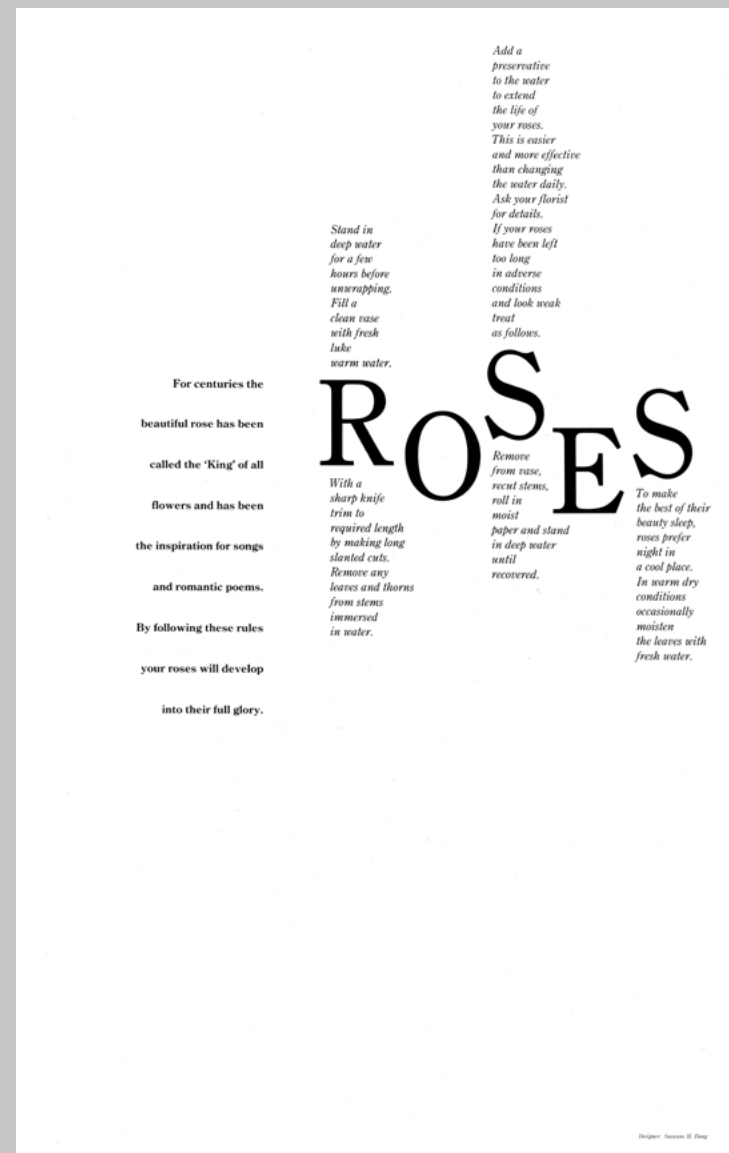 For centuries the
beautiful rose has been
called the ‘King’ of all
flowers and has been
the inspiration for songs
and romantic poems.
By following these rules
your roses will develop
into their full glory.
ROSES
Stand in
deep water
for a few
hours before
unwrapping.
Fill a
clean vase
with fresh
luke
warm water.
With a
sharp knife
trim to
required length
by making long
slanted cuts.
Remove any
leaves and thorns
from stems
immersed
in water.
Add a
preservative
to the water
to extend
the life of
your roses.
This is easier
and more effective
than changing
the water daily.
Ask your florist
for details.
If your roses
have been left
too long
in adverse
conditions
and look weak
treat
as follows.
Remove
from vase,
recut stems,
roll in
moist
paper and stand
in deep water
until
recovered.
To make
the best of their
beauty sleep,
roses prefer
night in
a cool place.
In warm dry
conditions
occasionally
moisten
the leaves with
fresh water.
Designer: Susanna H.